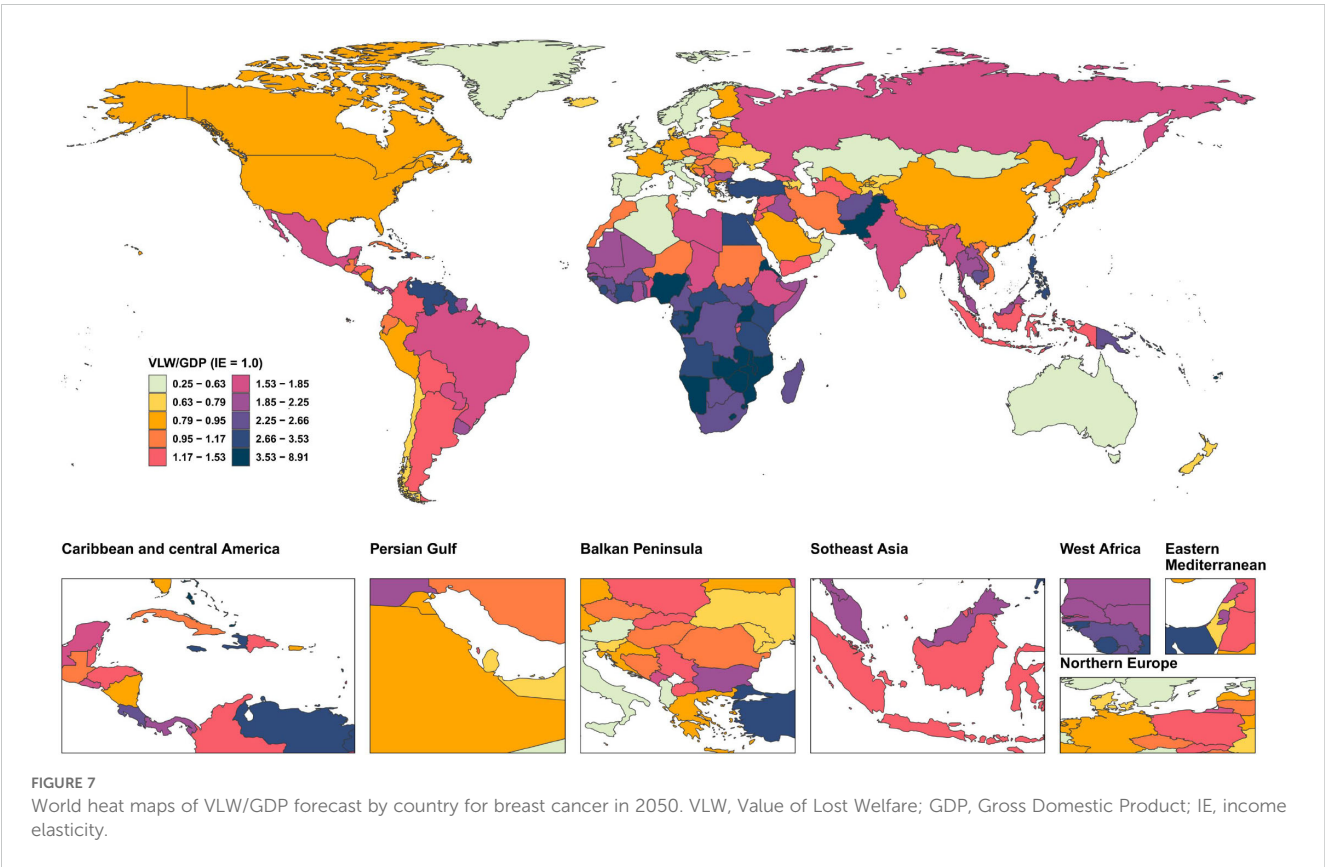 VLW/GDP (IE = 1.0)
0.25 – 0.63
0.63 – 0.79
0.79 – 0.95
0.95 – 1.17
1.17 – 1.53
1.53 – 1.85
1.85 – 2.25
2.25 – 2.66
2.66 – 3.53
3.53 – 8.91
Caribbean and central America
Persian Gulf
Balkan Peninsula
Sotheast Asia
West Africa
Eastern
Mediterranean
Northern Europe
FIGURE 7
World heat maps of VLW/GDP forecast by country for breast cancer in 2050. VLW, Value of Lost Welfare; GDP, Gross Domestic Product; IE, income
elasticity.